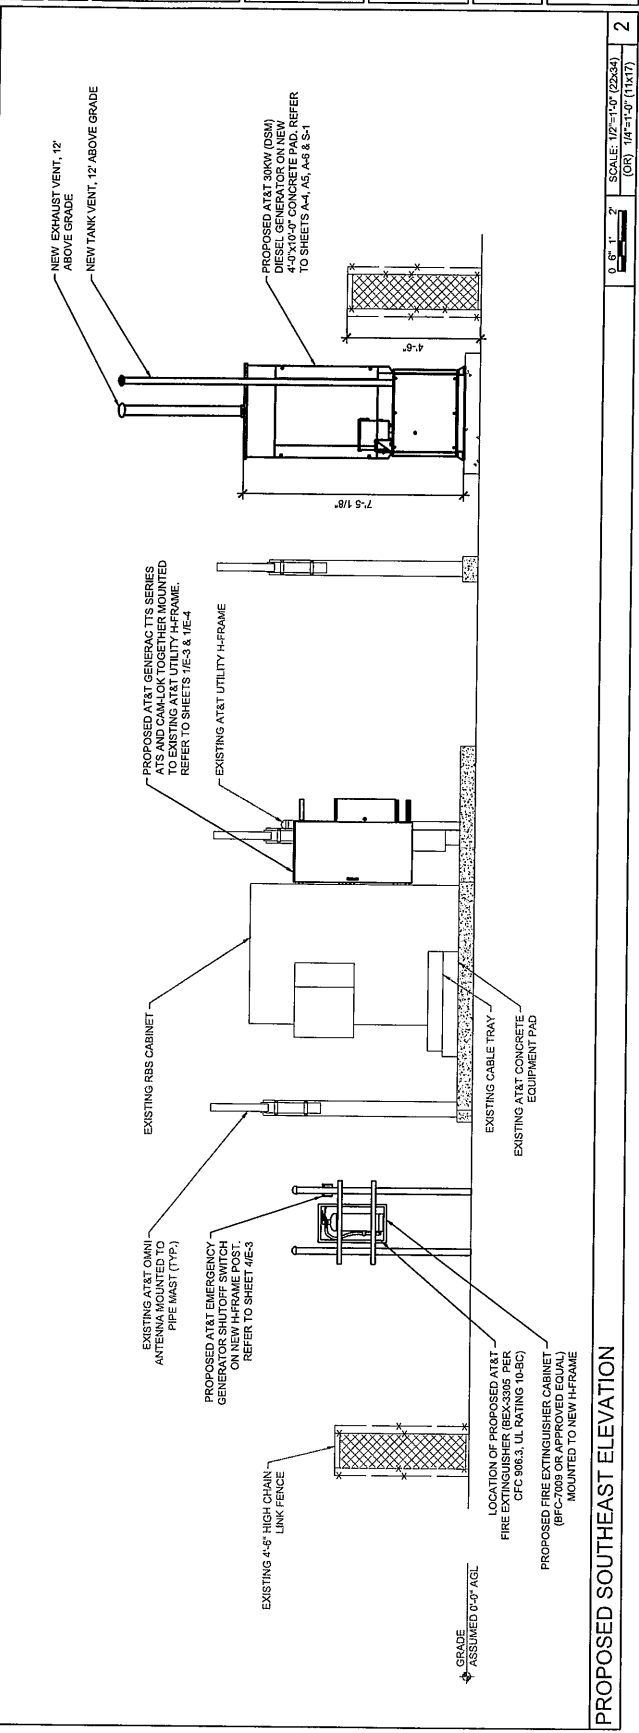 NEW EXHAUST VENT, 12'
ABOVE GRADE
NEW TANK VENT, 12' ABOVE GRADE
PROPOSED AT&T 30KW (DSM)
DIESEL GENERATOR ON NEW
4'-0"x10'-0" CONCRETE PAD. REFER
TO SHEETS A-4, A5, A-6 & S-1
4'-6"
7'-5 1/8"
PROPOSED AT&T GENERAC TTS SERIES
ATS AND CAM-LOK TOGETHER MOUNTED
TO EXISTING AT&T UTILITY H-FRAME.
REFER TO SHEETS 1/E-3 & 1/E-4
EXISTING AT&T UTILITY H-FRAME
EXISTING RBS CABINET
EXISTING AT&T OMNI
ANTENNA MOUNTED TO
PIPE MAST (TYP.)
PROPOSED AT&T EMERGENCY
GENERATOR SHUTOFF SWITCH
ON NEW H-FRAME POST.
REFER TO SHEET 4/E-3
EXISTING 4'-6" HIGH CHAIN
LINK FENCE
EXISTING CABLE TRAY
EXISTING AT&T CONCRETE
EQUIPMENT PAD
LOCATION OF PROPOSED AT&T
FIRE EXTINGUISHER (BEX-3305 PER
CFC 906.3, UL RATING 10-BC)
PROPOSED FIRE EXTINGUISHER CABINET
(BFC-7009 OR APPROVED EQUAL)
MOUNTED TO NEW H-FRAME
GRADE
ASSUMED 0'-0" AGL
PROPOSED SOUTHEAST ELEVATION
0 6" 1' 2'
SCALE: 1/2"=1'-0" (22x34)
(OR) 1/4"=1'-0" (11x17)
2